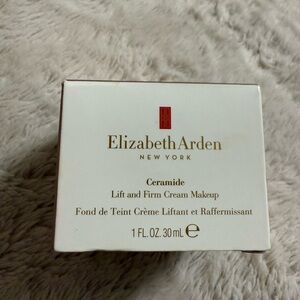 Elizabeth Arden
NEW YORK
Ceramide
Lift and Firm Cream Makeup
Fond de Teint Crème Liftant et Raffermissant
1 FL. OZ. 30 mL ℮